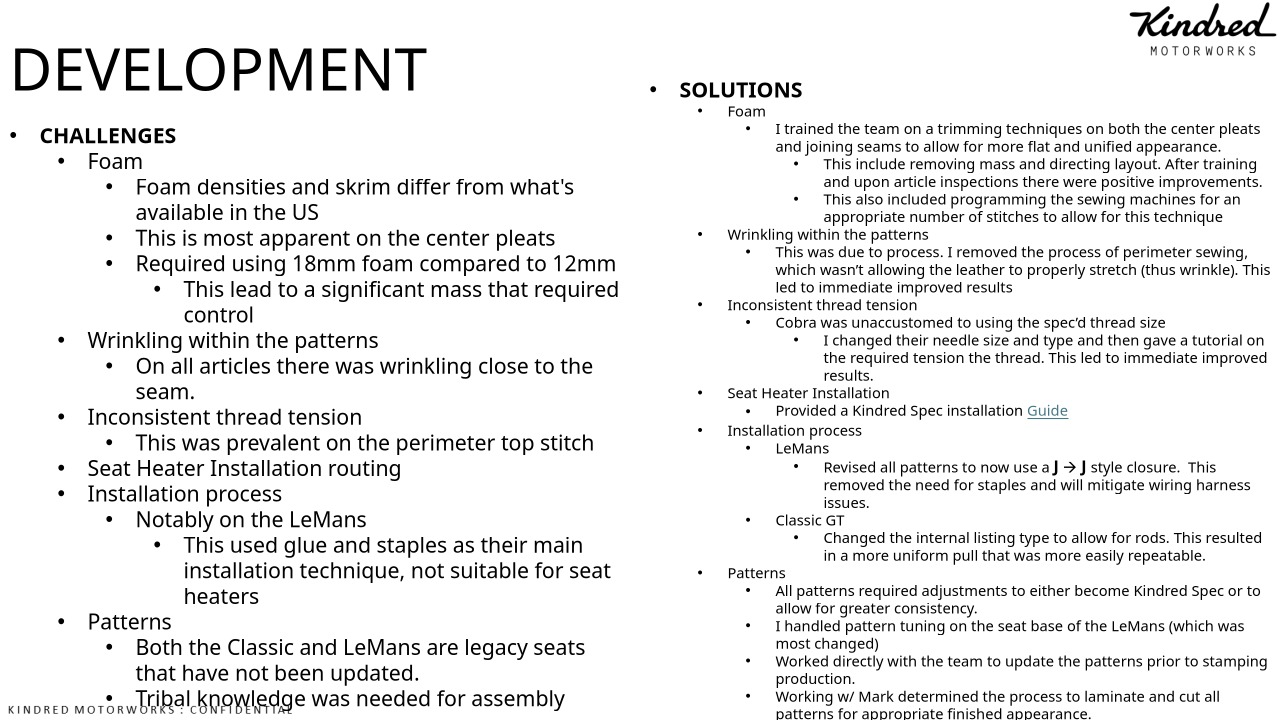 Kindred
MOTORWORKS
DEVELOPMENT
• CHALLENGES
• Foam
• Foam densities and skrim differ from what's
available in the US
• This is most apparent on the center pleats
• Required using 18mm foam compared to 12mm
• This lead to a significant mass that required
control
• Wrinkling within the patterns
• On all articles there was wrinkling close to the
seam.
• Inconsistent thread tension
• This was prevalent on the perimeter top stitch
• Seat Heater Installation routing
• Installation process
• Notably on the LeMans
• This used glue and staples as their main
installation technique, not suitable for seat
heaters
• Patterns
• Both the Classic and LeMans are legacy seats
that have not been updated.
• Tribal knowledge was needed for assembly
KINDRED MOTORWORKS : CONFIDENTIAL
• SOLUTIONS
• Foam
• I trained the team on a trimming techniques on both the center pleats
and joining seams to allow for more flat and unified appearance.
• This include removing mass and directing layout. After training
and upon article inspections there were positive improvements.
• This also included programming the sewing machines for an
appropriate number of stitches to allow for this technique
• Wrinkling within the patterns
• This was due to process. I removed the process of perimeter sewing,
which wasn’t allowing the leather to properly stretch (thus wrinkle). This
led to immediate improved results
• Inconsistent thread tension
• Cobra was unaccustomed to using the spec’d thread size
• I changed their needle size and type and then gave a tutorial on
the required tension the thread. This led to immediate improved
results.
• Seat Heater Installation
• Provided a Kindred Spec installation Guide
• Installation process
• LeMans
• Revised all patterns to now use a J → J style closure. This
removed the need for staples and will mitigate wiring harness
issues.
• Classic GT
• Changed the internal listing type to allow for rods. This resulted
in a more uniform pull that was more easily repeatable.
• Patterns
• All patterns required adjustments to either become Kindred Spec or to
allow for greater consistency.
• I handled pattern tuning on the seat base of the LeMans (which was
most changed)
• Worked directly with the team to update the patterns prior to stamping
production.
• Working w/ Mark determined the process to laminate and cut all
patterns for appropriate finished appearance.